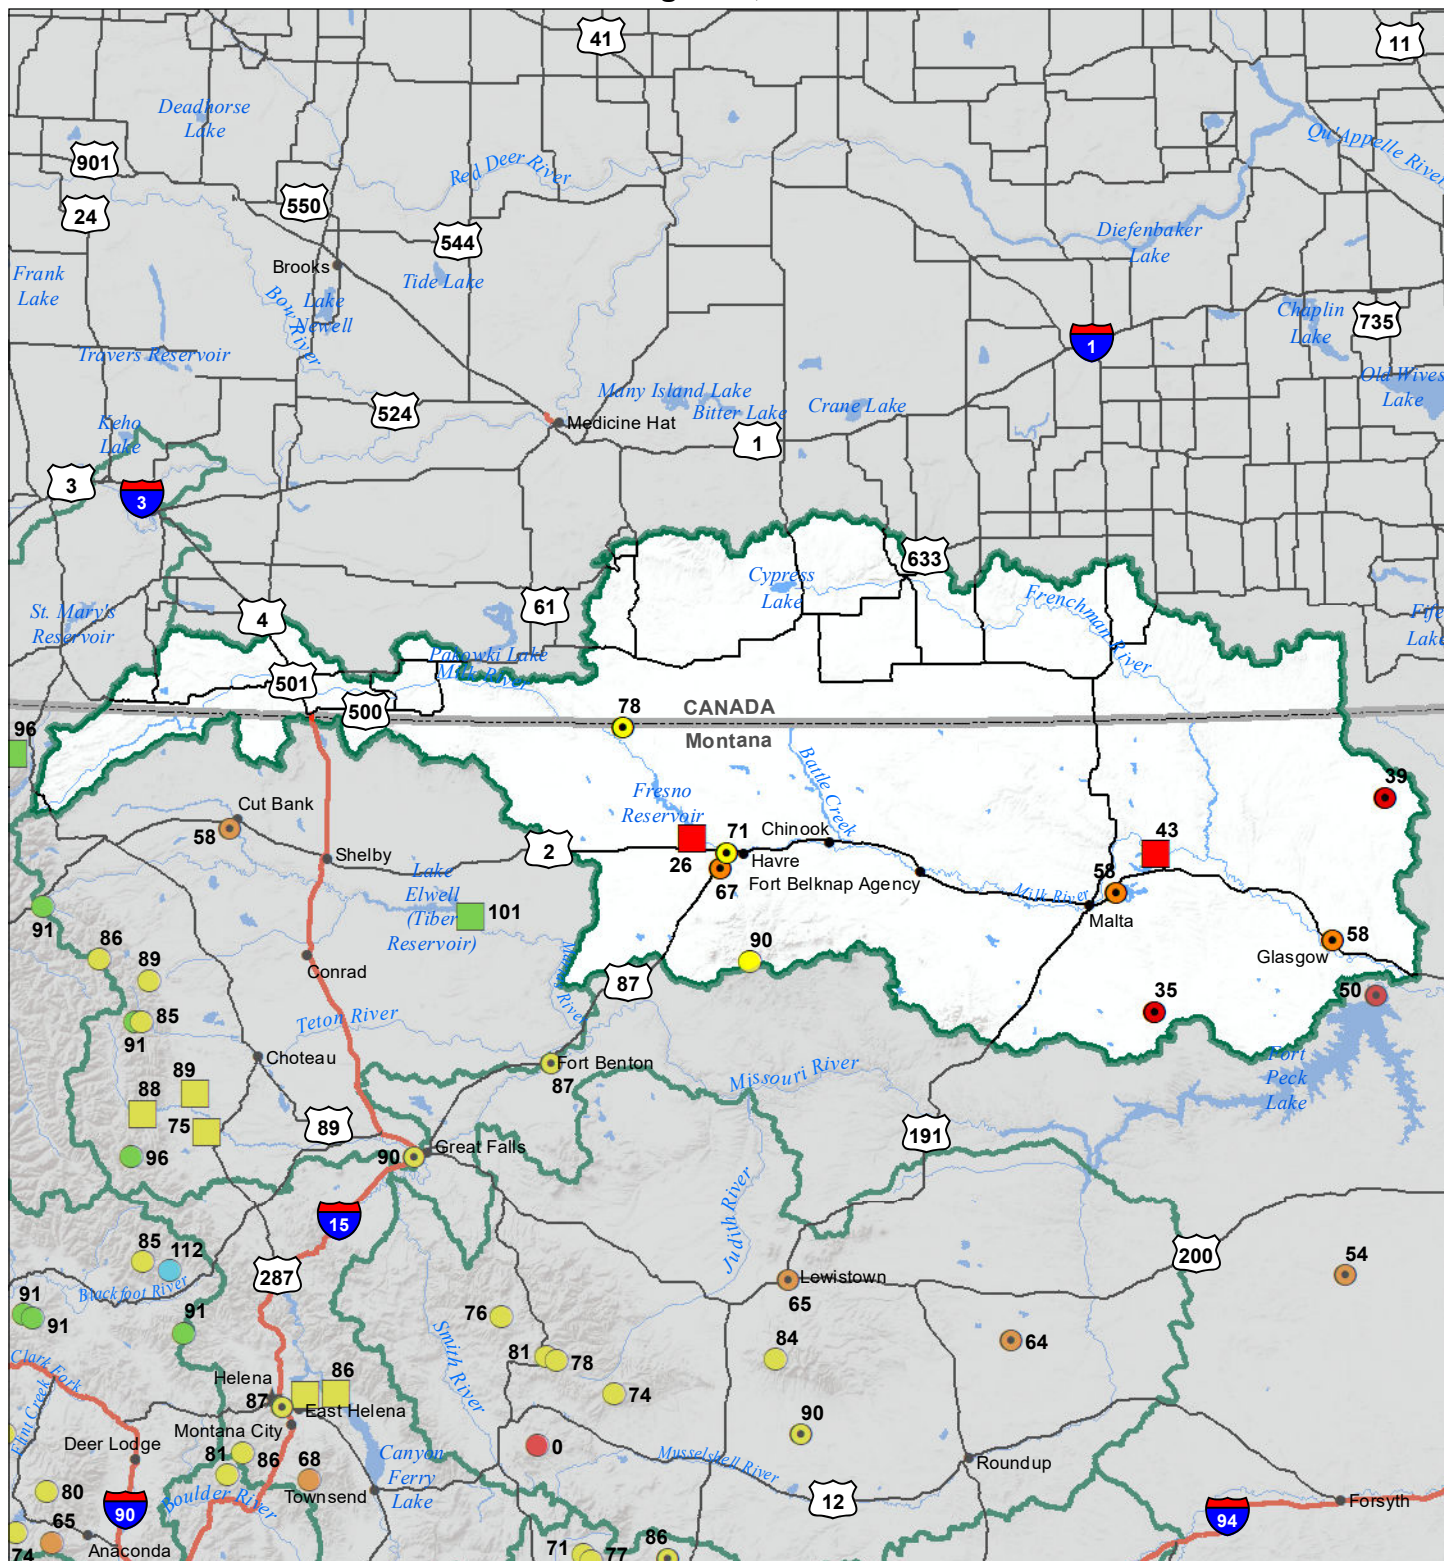 41
11
Deadhorse
Lake
901
Red Deer River
Qu'Appelle River
24
550
544
Diefenbaker
Lake
Brooks
Frank
Lake
Tide Lake
Lake
Newell
Bow River
Chaplin
Lake
735
1
Travers Reservoir
Many Island Lake
Bitter Lake
Crane Lake
Old Wives
Lake
524
Keho
Lake
Medicine Hat
1
3
3
633
Cypress
Lake
Frenchman River
61
4
St. Mary's
Reservoir
Fife
Lake
Pakowki Lake
Milk River
501
500
78
CANADA
Montana
96
Battle Creek
39
Fresno
Reservoir
Cut Bank
58
71
Chinook
43
2
26
Havre
Shelby
67
Fort Belknap Agency
58
Milk River
Malta
Lake
Elwell
(Tiber
Reservoir)
101
91
86
89
Conrad
Marias River
90
87
58
Glasgow
50
35
85
91
Teton River
Choteau
Fort Benton
87
Missouri River
Fort
Peck
Lake
89
88
75
89
191
96
90
Great Falls
15
Judith River
85
112
287
200
54
Blackfoot River
Lewistown
65
91
91
91
76
Smith River
64
84
81
78
Clark Fork
74
Helena
86
87
East Helena
Flint Creek
Montana City
90
Deer Lodge
0
81
86
68
Canyon
Ferry
Lake
Musselshell River
Roundup
80
Boulder River
Townsend
12
90
94
Forsyth
65
74
Anaconda
71
77
86